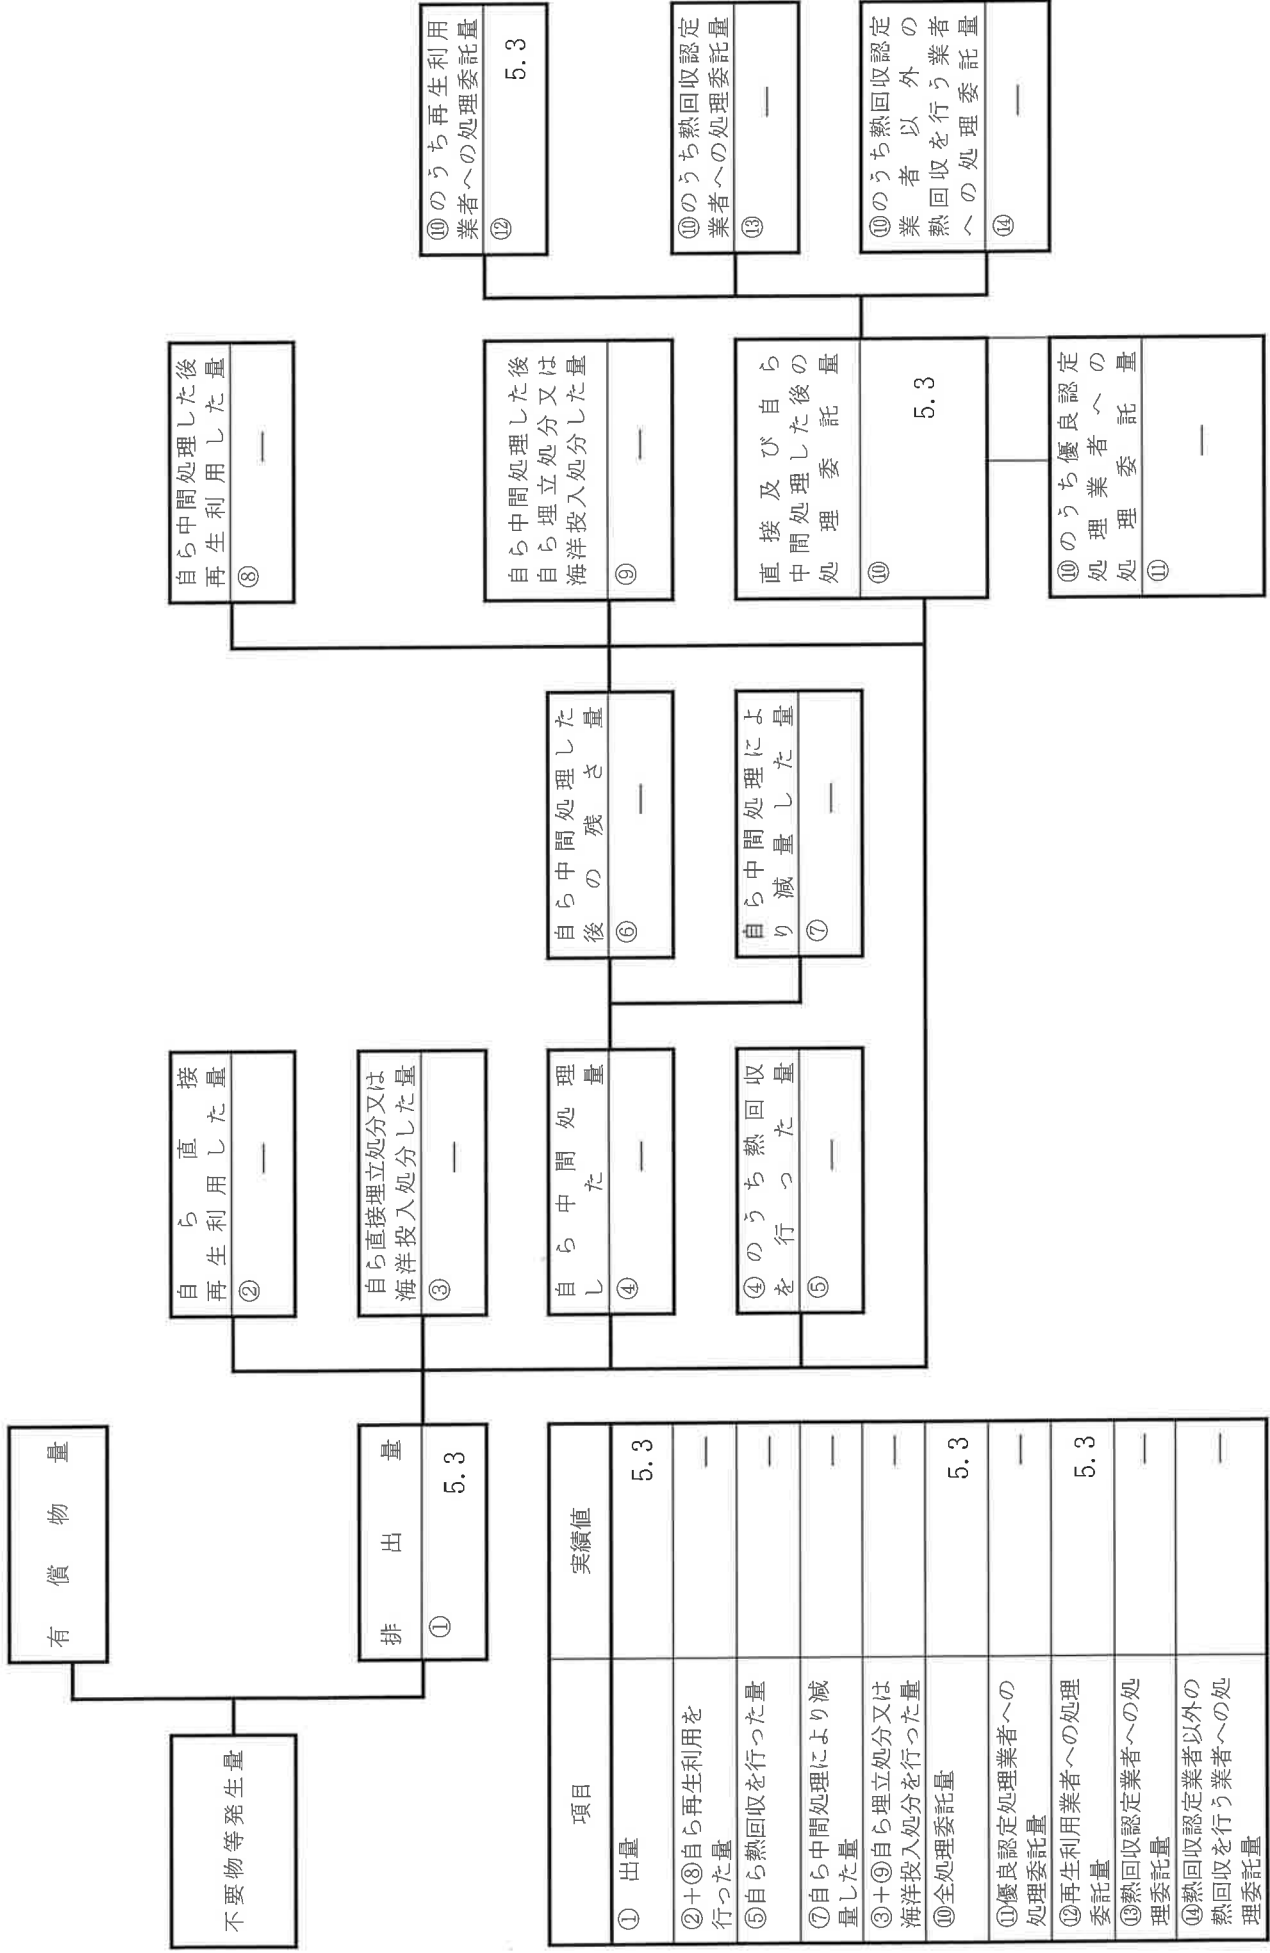 不要物等発生量
有償物量
排出量
① 5.3
自ら直接
再生利用した量
② —
自ら直接埋立処分又は
海洋投入処分した量
③ —
自ら中間処理
した量
④ —
④のうち熱回収
を行った量
⑤ —
自ら中間処理した
後の残さ量
⑥ —
自ら中間処理によ
り減量した量
⑦ —
自ら中間処理した後
再生利用した量
⑧ —
自ら中間処理した後
自ら埋立処分又は
海洋投入処分した量
⑨ —
直接及び自ら
中間処理した後の
処理委託量
⑩ 5.3
⑩のうち優良認定
処理業者への
処理委託量
⑪ —
⑩のうち再生利用
業者への処理委託量
⑫ 5.3
⑩のうち熱回収認定
業者への処理委託量
⑬ —
⑩のうち熱回収認定
業者以外の
熱回収を行う業者
への処理委託量
⑭ —
項目 実績値
① 出量 5.3
②+⑧自ら再生利用を
行った量 —
⑤自ら熱回収を行った量 —
⑦自ら中間処理により減
量した量 —
③+⑨自ら埋立処分又は
海洋投入処分を行った量 —
⑩全処理委託量 5.3
⑪優良認定処理業者への
処理委託量 —
⑫再生利用業者への処理
委託量 5.3
⑬熱回収認定業者への処
理委託量 —
⑭熱回収認定業者以外の
熱回収を行う業者への処
理委託量 —